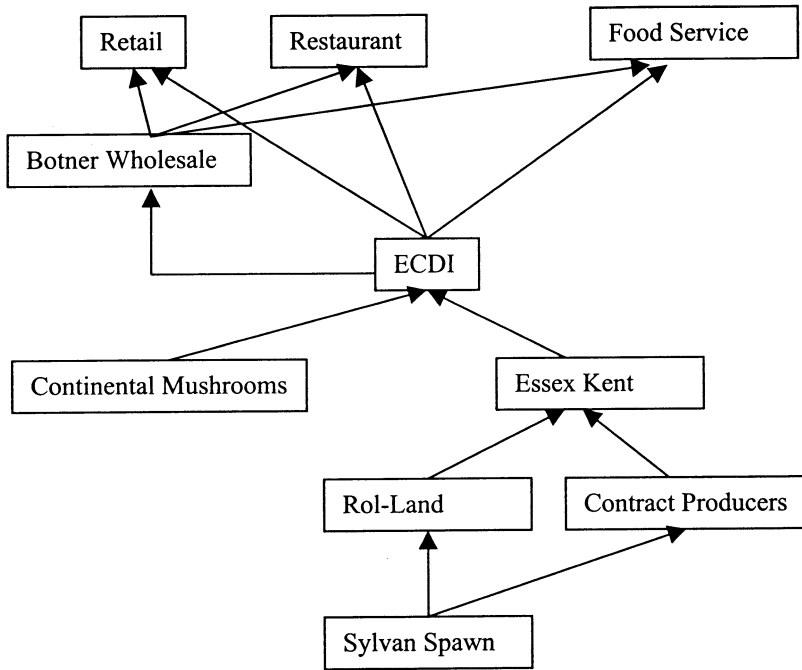 Retail
Restaurant
Food Service
Botner Wholesale
ECDI
Continental Mushrooms
Essex Kent
Rol-Land
Contract Producers
Sylvan Spawn